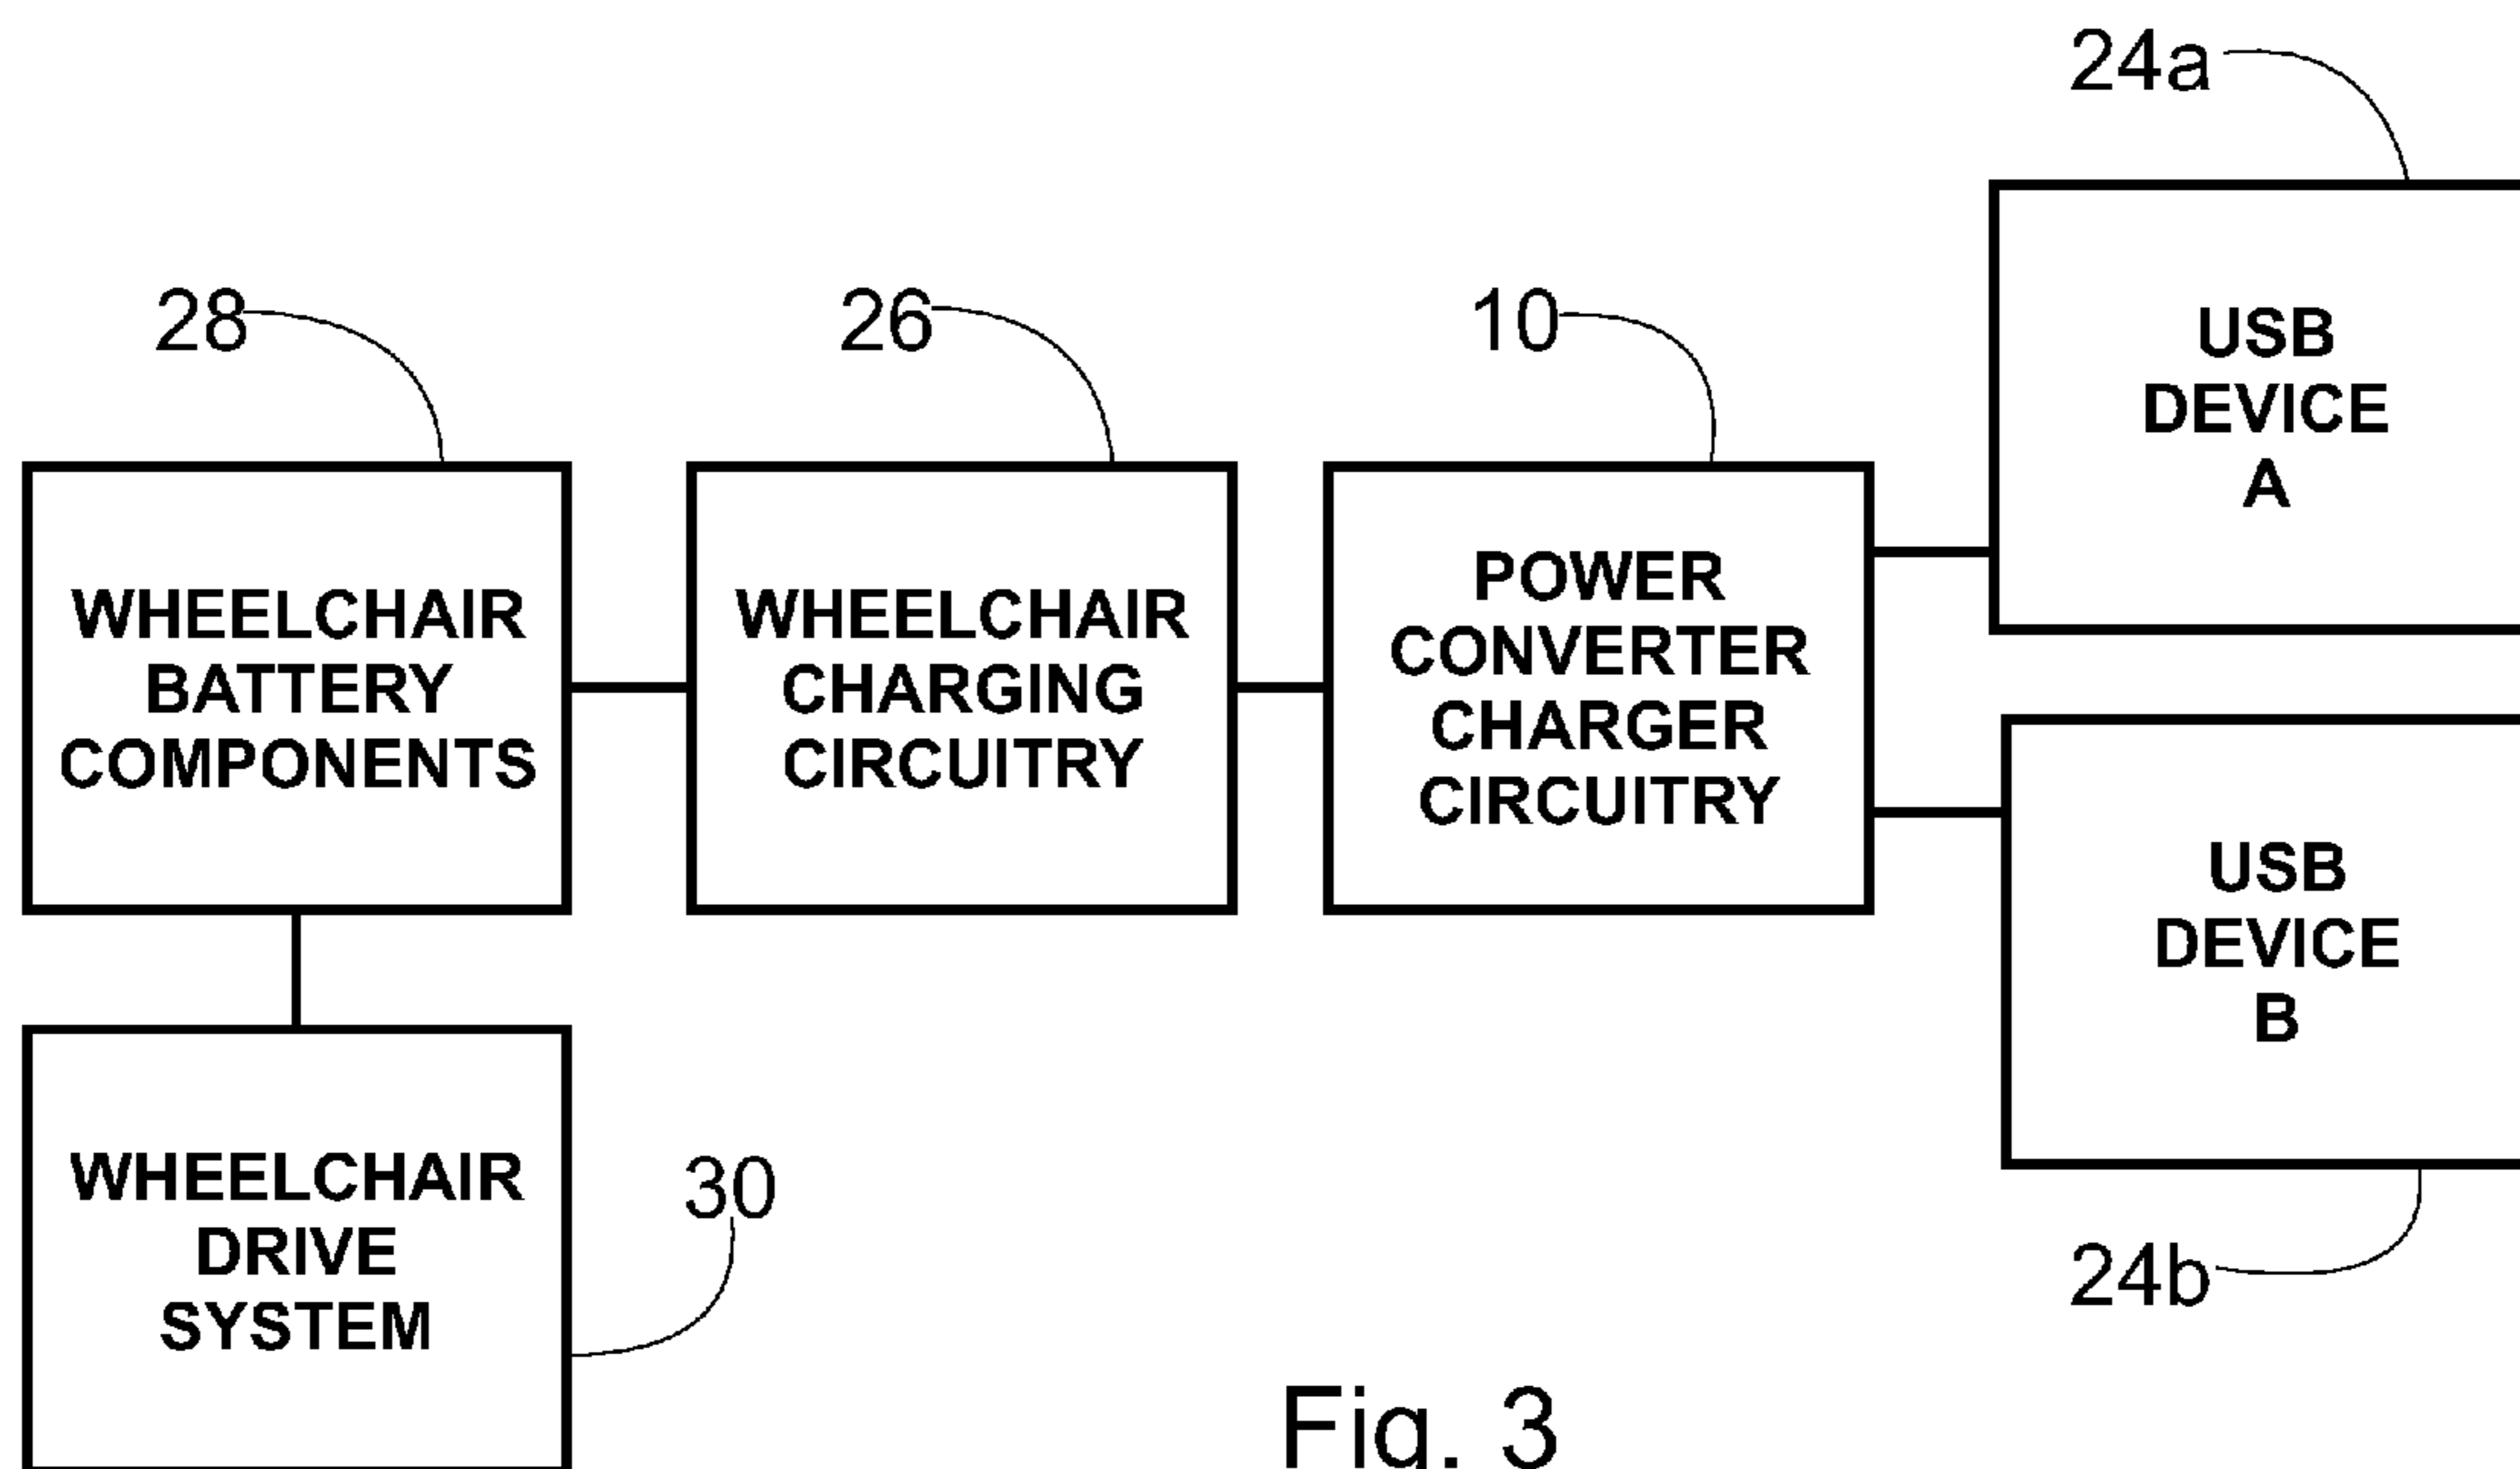 24a
USB
DEVICE
A
28
26
10
WHEELCHAIR
BATTERY
COMPONENTS
WHEELCHAIR
CHARGING
CIRCUITRY
POWER
CONVERTER
CHARGER
CIRCUITRY
USB
DEVICE
B
24b
WHEELCHAIR
DRIVE
SYSTEM
30
Fig. 3